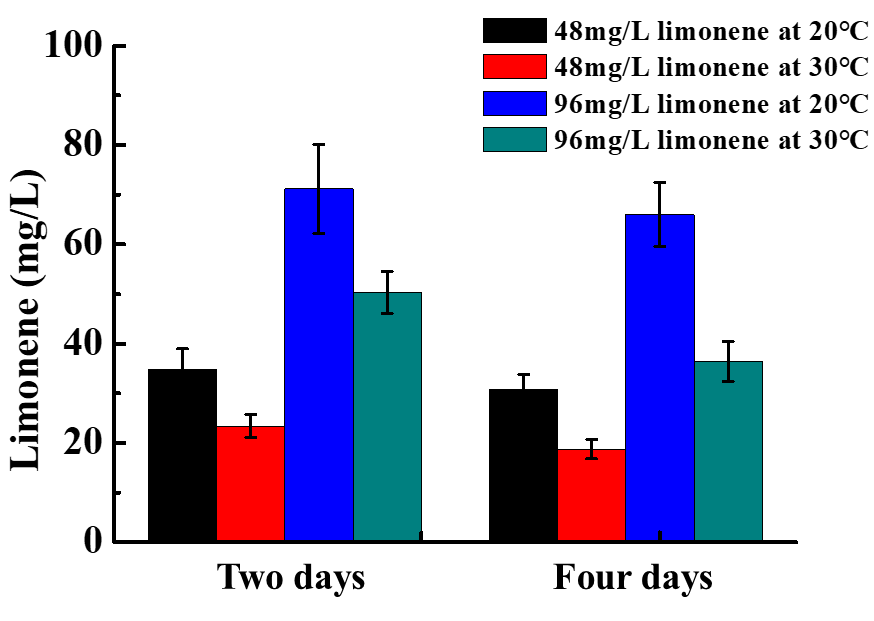 48mg/L limonene at 20℃
48mg/L limonene at 30℃
96mg/L limonene at 20℃
96mg/L limonene at 30℃
Limonene (mg/L)
100
80
60
40
20
0
Two days
Four days